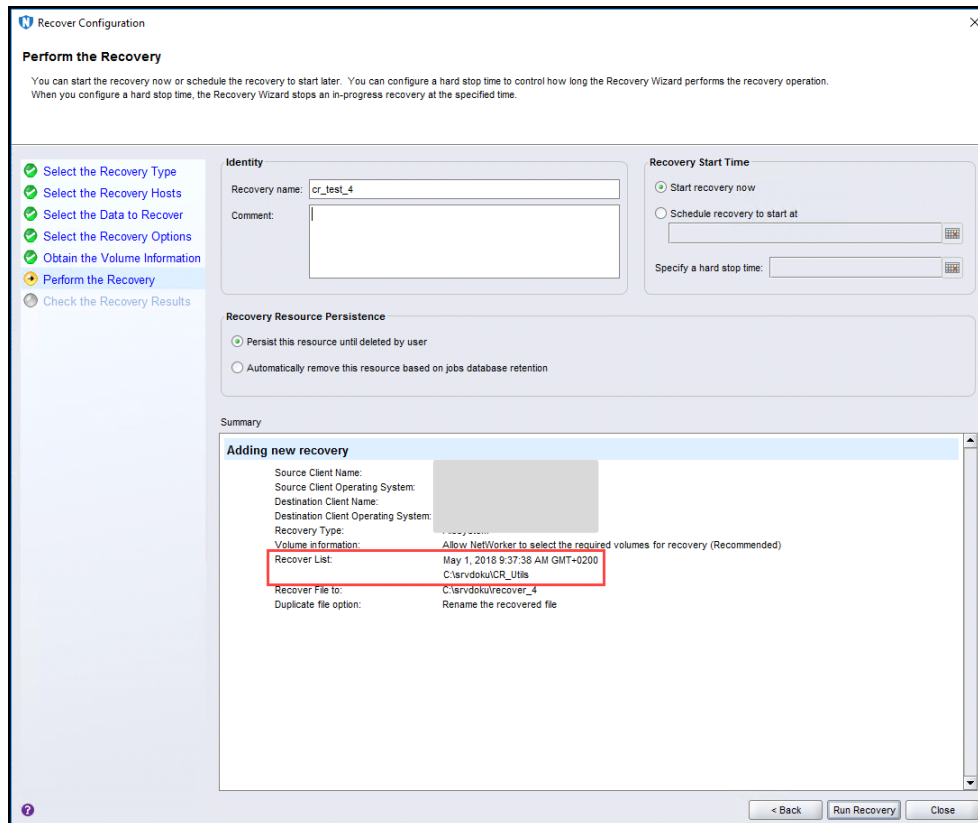 Recover Configuration
Perform the Recovery
You can start the recovery now or schedule the recovery to start later. You can configure a hard stop time to control how long the Recovery Wizard performs the recovery operation.
When you configure a hard stop time, the Recovery Wizard stops an in-progress recovery at the specified time.
Select the Recovery Type
Select the Recovery Hosts
Select the Data to Recover
Select the Recovery Options
Obtain the Volume Information
Perform the Recovery
Check the Recovery Results
Identity
Recovery name: cr_test_4
Comment:
Recovery Start Time
Start recovery now
Schedule recovery to start at
Specify a hard stop time:
Recovery Resource Persistence
Persist this resource until deleted by user
Automatically remove this resource based on jobs database retention
Summary
Adding new recovery
Source Client Name:
Source Client Operating System:
Destination Client Name:
Destination Client Operating System:
Recovery Type:
Volume information: Allow NetWorker to select the required volumes for recovery (Recommended)
Recover List: May 1, 2018 9:37:38 AM GMT+0200
C:\srvdoku\CR_Utils
Recover File to: C:\srvdoku\recover_4
Duplicate file option: Rename the recovered file
< Back Run Recovery Close